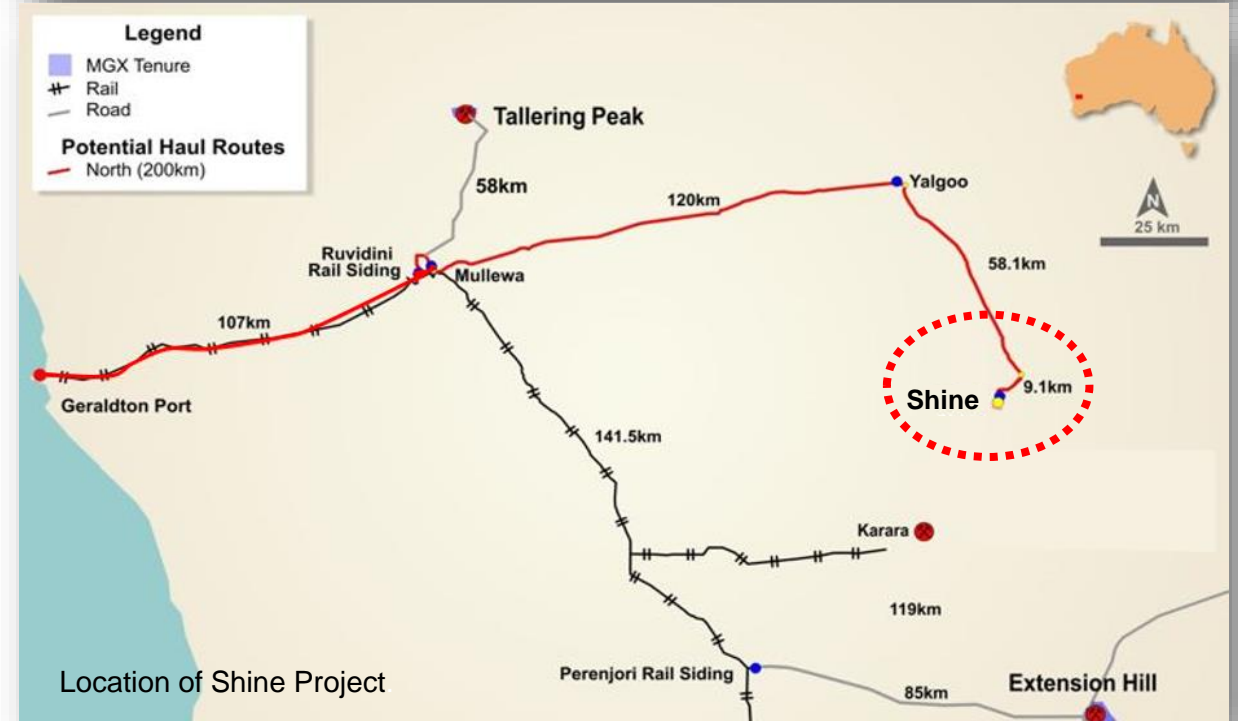 Legend
MGX Tenure
Rail
Road
Potential Haul Routes
North (200km)
Tallering Peak
58km
120km
Yalgoo
N
25 km
Ruvidini
Rail Siding
Mullewa
58.1km
107km
9.1km
Shine
Geraldton Port
141.5km
Karara
119km
Perenjori Rail Siding
85km
Extension Hill
Location of Shine Project